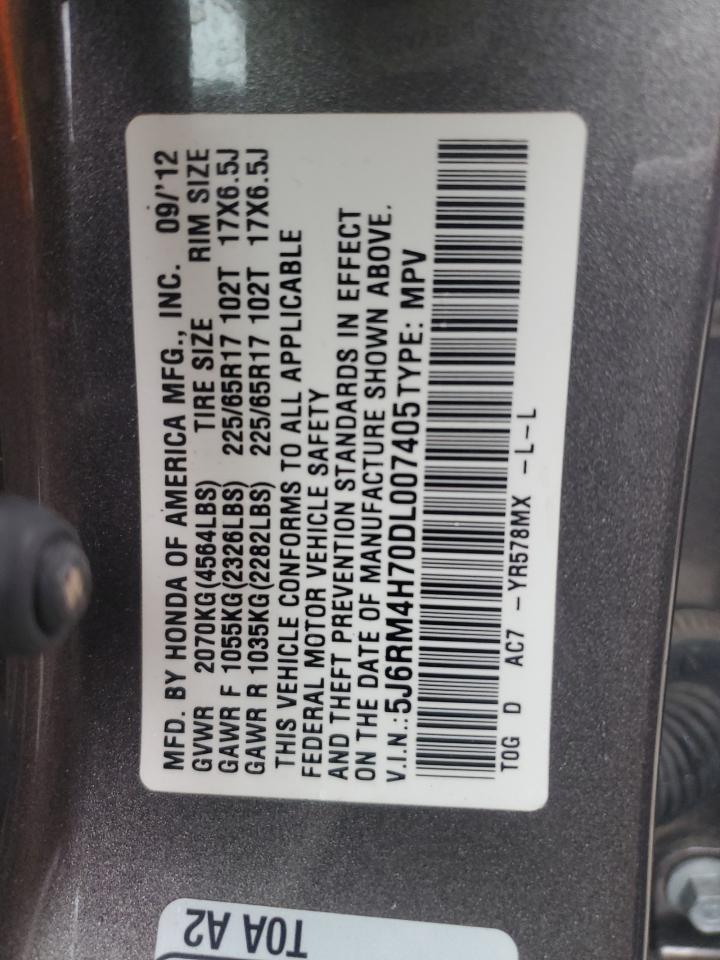 MFD. BY HONDA OF AMERICA MFG., INC. 09/'12
GVWR 2070KG(4564LBS) TIRE SIZE RIM SIZE
GAWR F 1055KG(2326LBS) 225/65R17 102T 17X6.5J
GAWR R 1035KG(2282LBS) 225/65R17 102T 17X6.5J
THIS VEHICLE CONFORMS TO ALL APPLICABLE
FEDERAL MOTOR VEHICLE SAFETY
AND THEFT PREVENTION STANDARDS IN EFFECT
ON THE DATE OF MANUFACTURE SHOWN ABOVE.
V.I.N.:5J6RM4H70DL007405 TYPE: MPV
T0G D AC7 -YR578MX -L-L
T0A A2